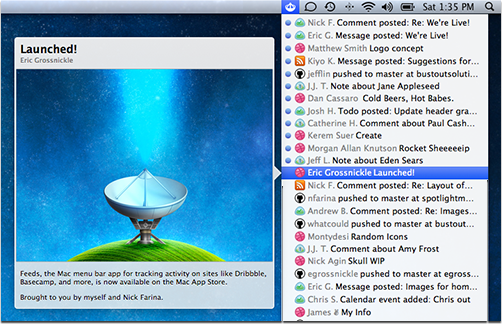 Sat 1:35 PM
Launched!
Eric Grossnickle
Feeds, the Mac menu bar app for tracking activity on sites like Dribbble,
Basecamp, and more, is now available on the Mac App Store.
Brought to you by myself and Nick Farina.
Nick F. Comment posted: Re: We're Live!
Eric G. Message posted: We're Live!
Matthew Smith Logo concept
Kiyo K. Message posted: Suggestions for...
jefflin pushed to master at bustoutsoluti...
J.T. Note about Jane Appleseed
Dan Cassaro Cold Beers, Hot Babes.
Josh H. Todo posted: Update header gra...
Catherine H. Comment about Paul Cash...
Kerem Suer Create
Morgan Allan Knutson Rocket Sheeeeeip
Jeff L. Note about Eden Sears
Eric Grossnickle Launched!
Nick F. Comment posted: Re: Layout of...
nfarina pushed to master at spotlightm...
Andrew B. Comment posted: Re: Images...
whatcould pushed to master at bustout...
Montydesi Random Icons
J.T. Comment about Amy Frost
Nick Agin Skull WIP
egrossnickle pushed to master at egross...
Eric G. Message posted: Images for hom...
Chris S. Calendar event added: Chris out
James My Info